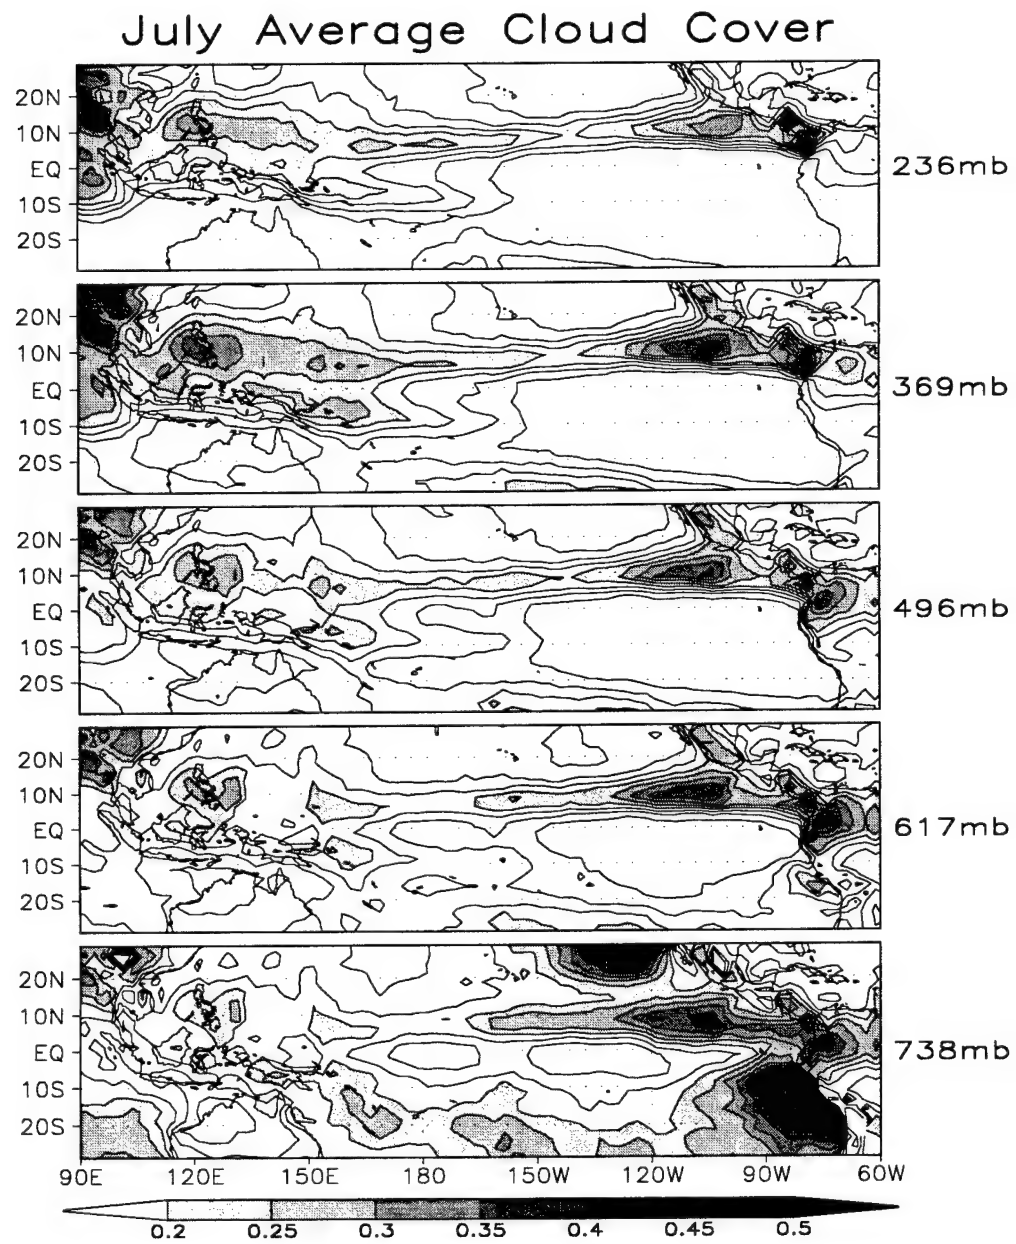 July Average Cloud Cover
20N
10N
EQ
10S
20S
236mb
20N
10N
EQ
10S
20S
369mb
20N
10N
EQ
10S
20S
496mb
20N
10N
EQ
10S
20S
617mb
20N
10N
EQ
10S
20S
738mb
90E 120E 150E 180 150W 120W 90W 60W
0.2 0.25 0.3 0.35 0.4 0.45 0.5